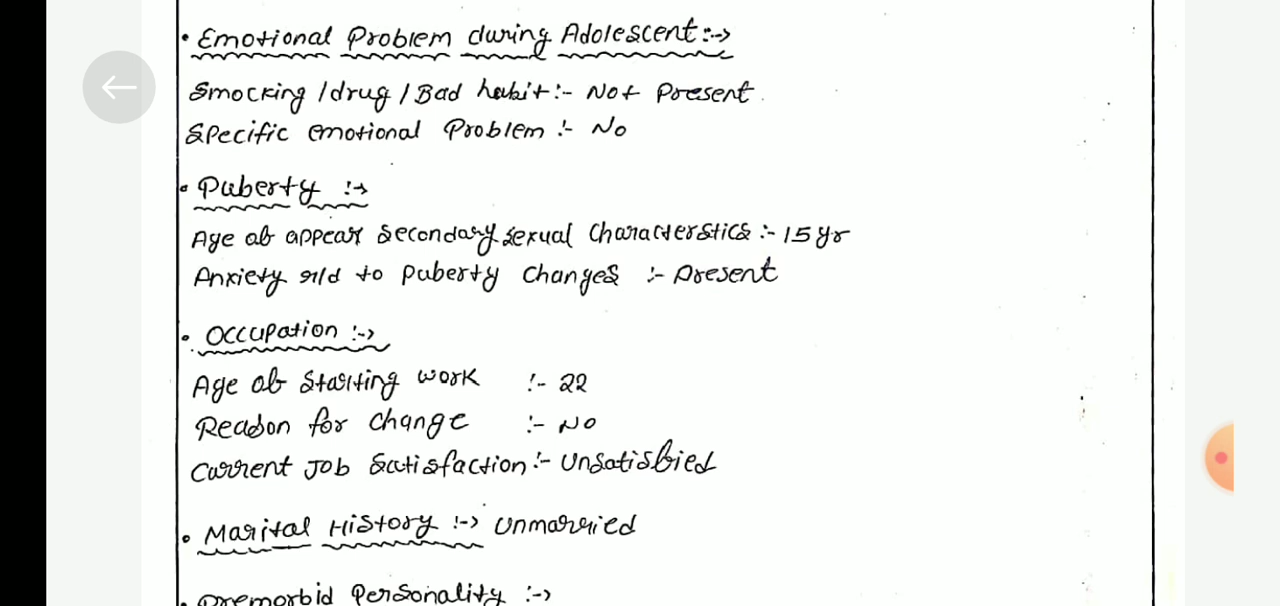 • Emotional Problem during Adolescent :->
Smocking / drug / Bad habit :- Not Present.
Specific emotional Problem :- No
• Puberty :->
Age of appear secondary sexual characterstics :- 15 yr
Anxiety r/d to puberty changes :- Present
• Occupation :->
Age of starting work :- 22
Reason for change :- No
Current Job Satisfaction :- Unsatisfied
• Marital History :-> Unmarried
• Premorbid Personality :->